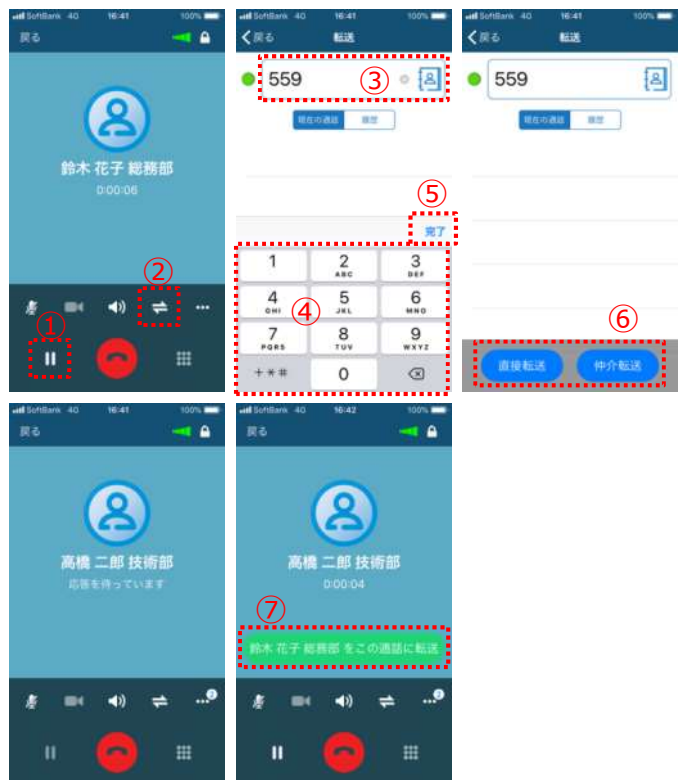 SoftBank 4G 16:41 100%
戻る
鈴木 花子 総務部
0:00:06
②
①
SoftBank 4G 16:41 100%
戻る 転送
559 ③
現在の通話 履歴
⑤
完了
1 2 3
ABC DEF
4 5 6
GHI JKL MNO
④
7 8 9
PQRS TUV WXYZ
+*# 0
SoftBank 4G 16:41 100%
戻る 転送
559
現在の通話 履歴
⑥
直接転送 仲介転送
SoftBank 4G 16:41 100%
戻る
高橋 二郎 技術部
応答を待っています
2
SoftBank 4G 16:42 100%
戻る
高橋 二郎 技術部
0:00:04
⑦
鈴木 花子 総務部 をこの通話に転送
2